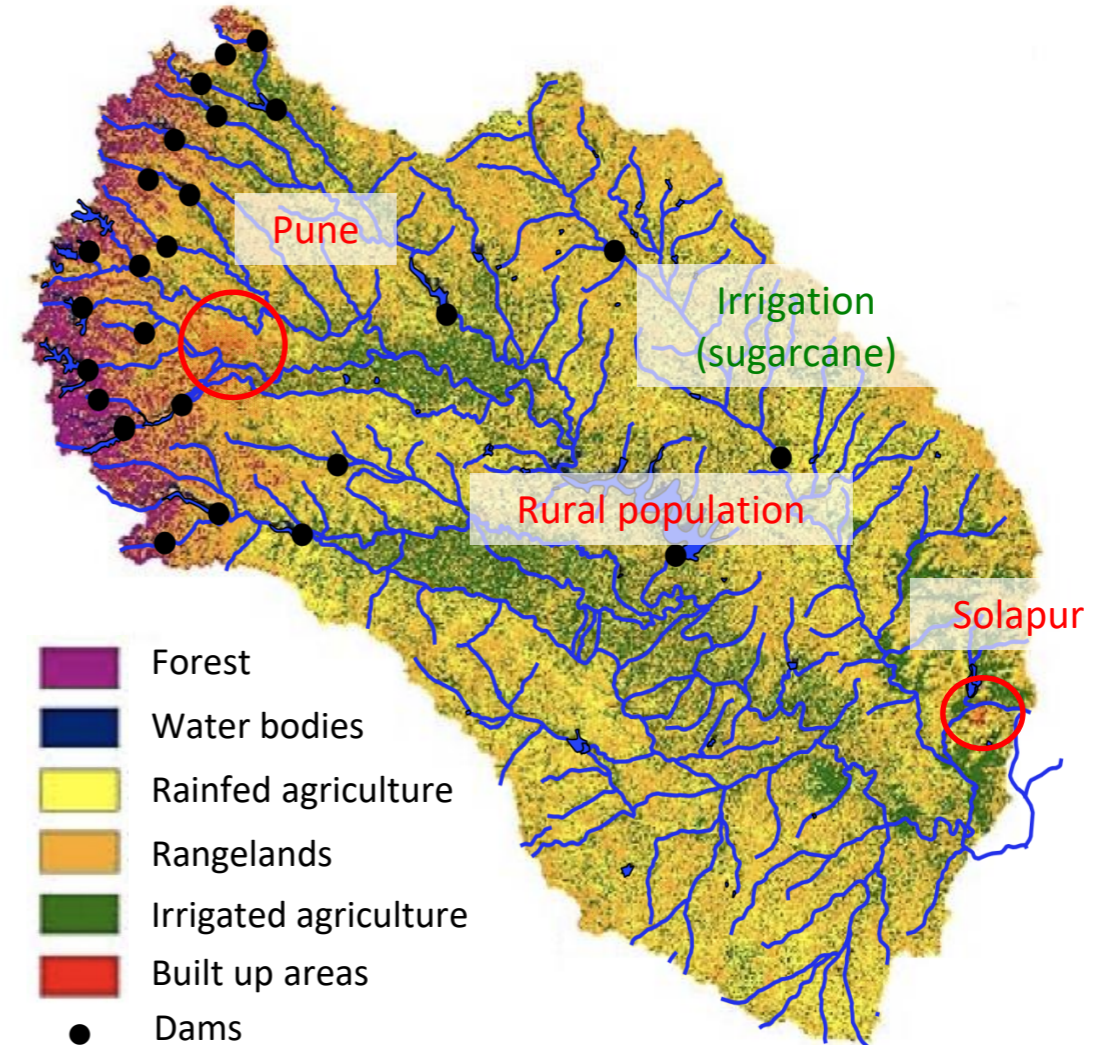 Pune
Irrigation
(sugarcane)
Rural population
Solapur
Forest
Water bodies
Rainfed agriculture
Rangelands
Irrigated agriculture
Built up areas
Dams